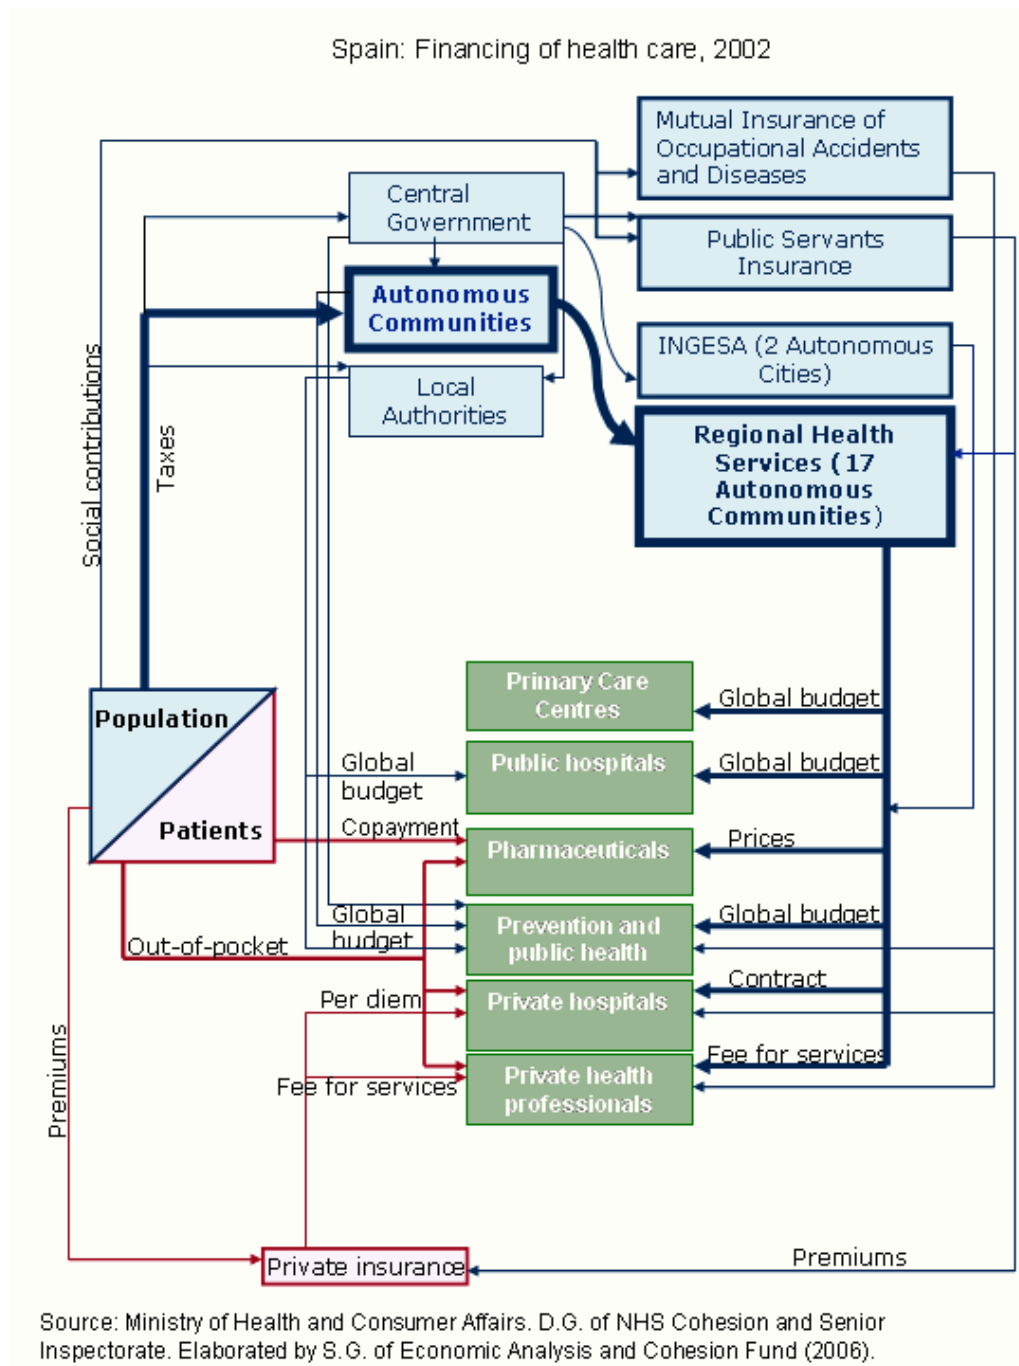 Spain: Financing of health care, 2002
Mutual Insurance of
Occupational Accidents
and Diseases
Central
Government
Public Servants
Insurance
Autonomous
Communities
INGESA (2 Autonomous
Cities)
Local
Authorities
Regional Health
Services (17
Autonomous
Communities)
Social contributions
Taxes
Population
Patients
Primary Care
Centres
Global budget
Public hospitals
Global budget
Global
budget
Copayment
Pharmaceuticals
Prices
Global
budget
Prevention and
public health
Global budget
Out-of-pocket
Per diem
Private hospitals
Contract
Fee for services
Private health
professionals
Fee for services
Premiums
Private insurance
Premiums
Source: Ministry of Health and Consumer Affairs. D.G. of NHS Cohesion and Senior
Inspectorate. Elaborated by S.G. of Economic Analysis and Cohesion Fund (2006).